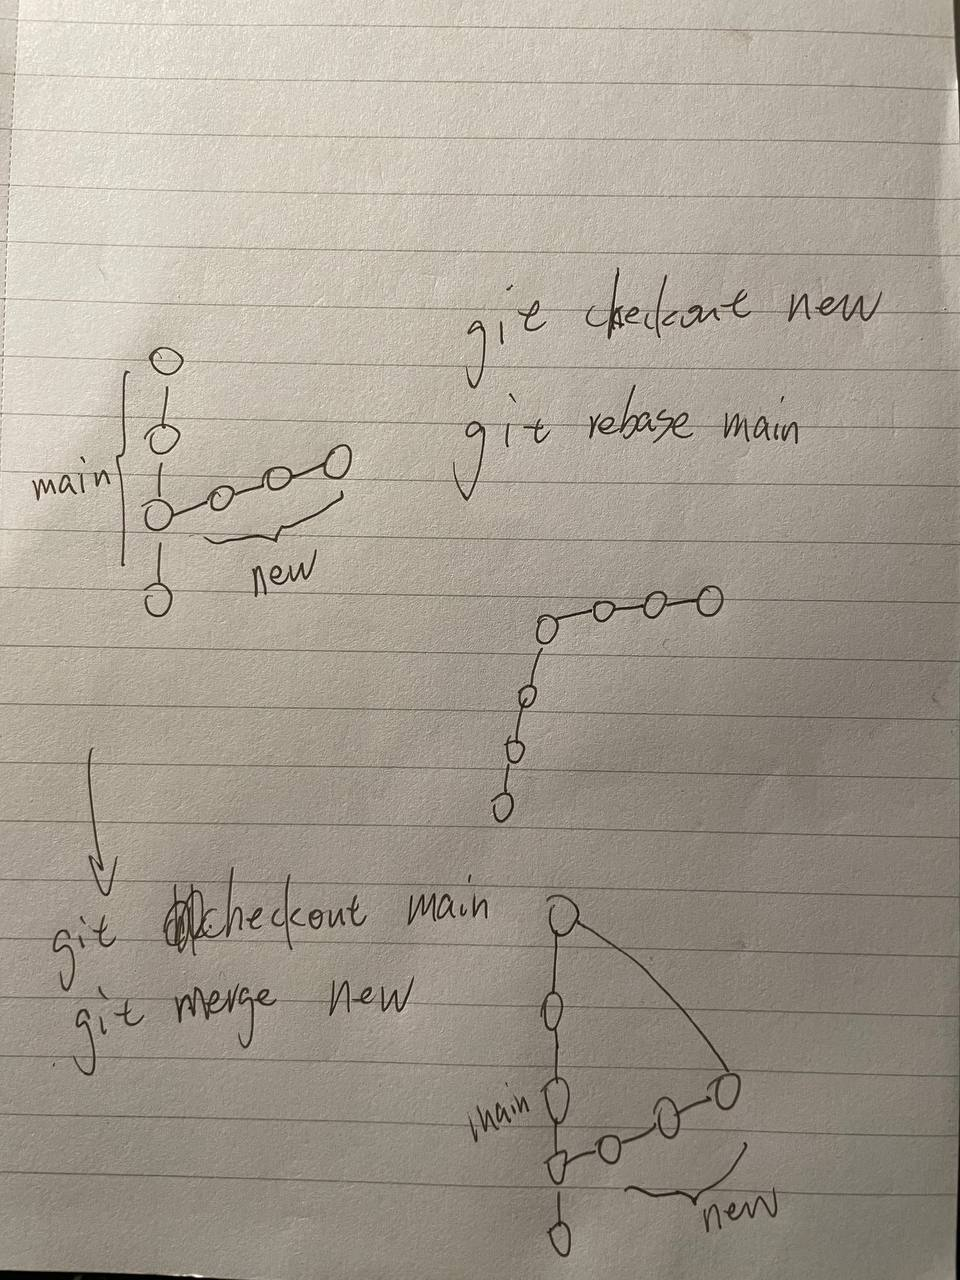 git checkout new
git rebase main
main
new
git checkout main
git merge new
main
new